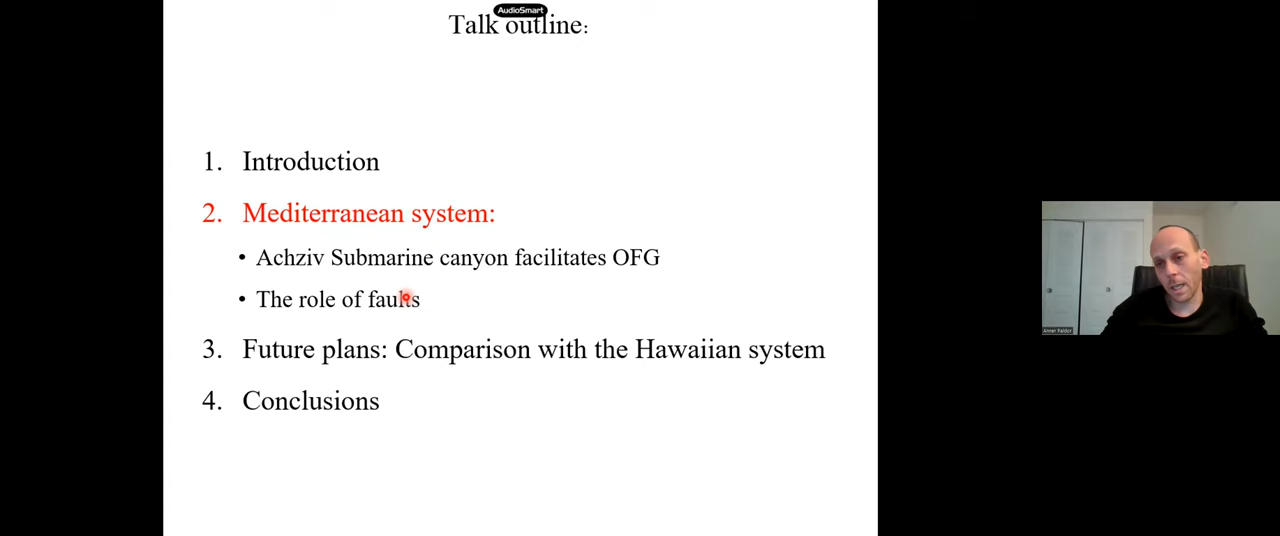 AudioSmart
Talk outline:
1. Introduction
2. Mediterranean system:
• Achziv Submarine canyon facilitates OFG
• The role of faults
3. Future plans: Comparison with the Hawaiian system
4. Conclusions